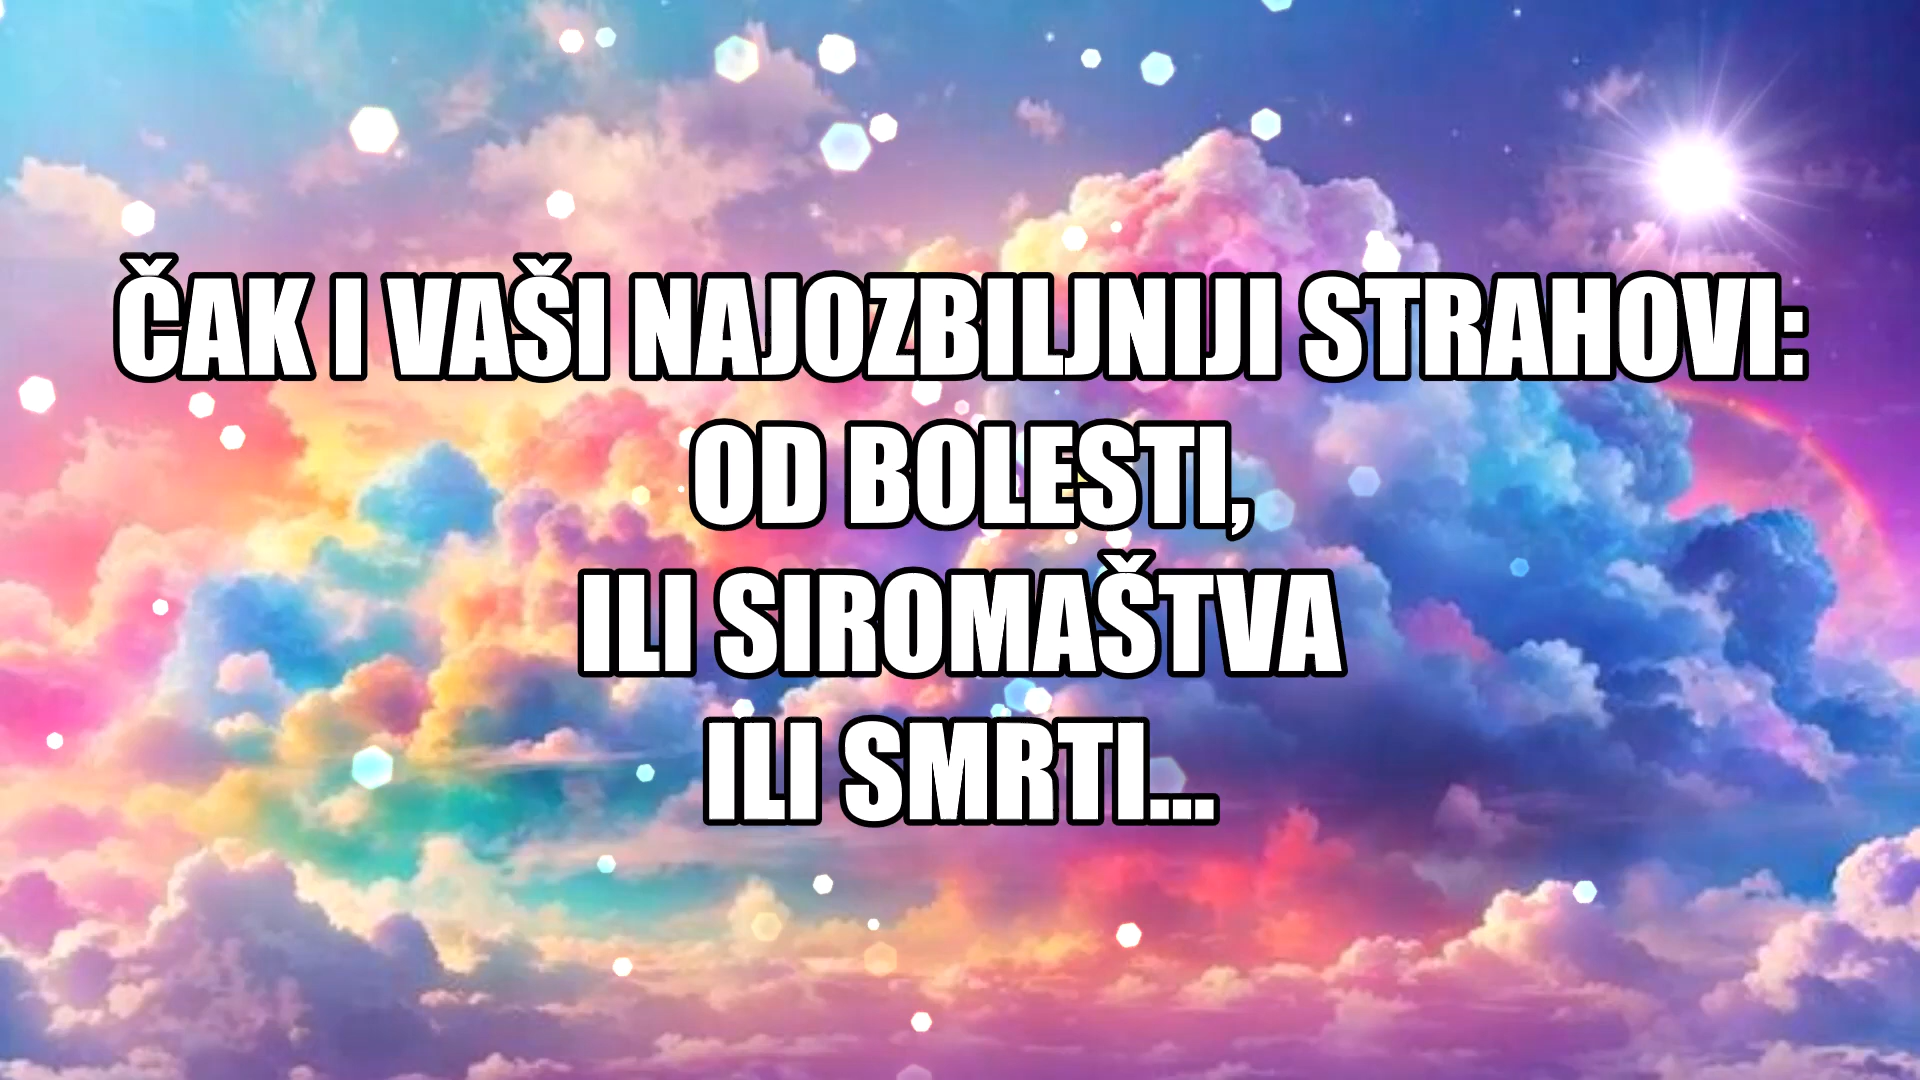 ČAK I VAŠI NAJOZBILJNIJI STRAHOVI:
OD BOLESTI,
ILI SIROMAŠTVA
ILI SMRTI...